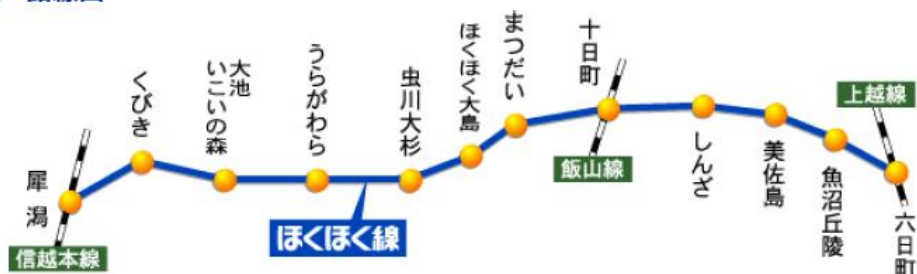 犀潟
くびき
大池
いこいの森
うらがわら
虫川大杉
ほくほく大島
まつだい
十日町
しんざ
美佐島
魚沼丘陵
六日町
信越本線
ほくほく線
飯山線
上越線